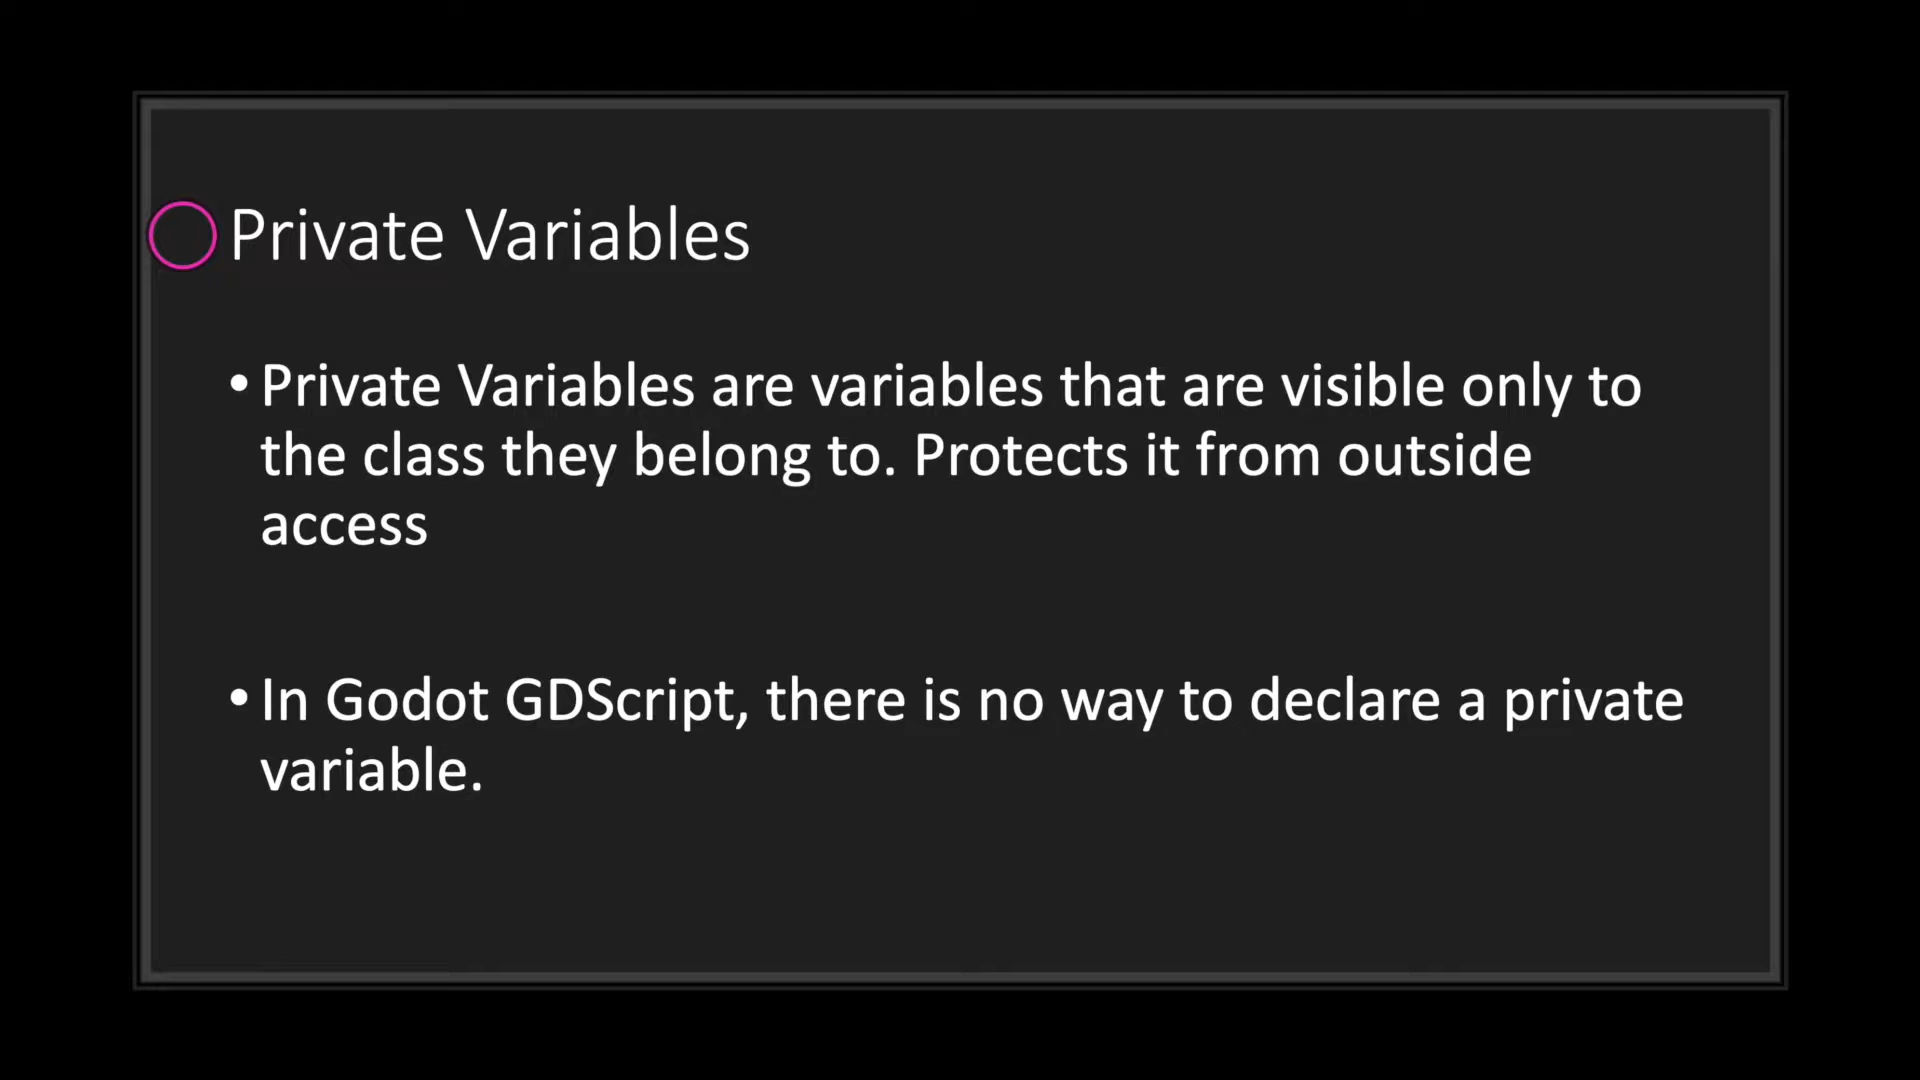 Private Variables
• Private Variables are variables that are visible only to
the class they belong to. Protects it from outside
access
• In Godot GDScript, there is no way to declare a private
variable.